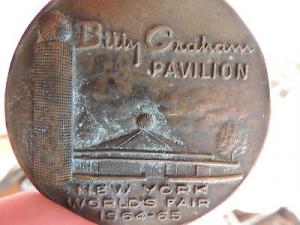 Billy Graham
PAVILION
NEW YORK
WORLD'S FAIR
1964-65